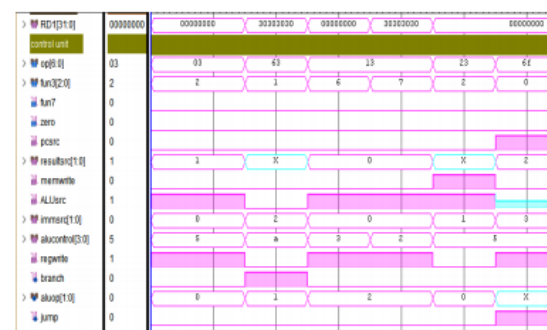 RD1[31:0] 00000000 00000000 30303030 00000000 30303030 00000000
control unit
op[6:0] 03 03 63 13 23 6f
fun3[2:0] 2 2 1 6 7 2 0
fun7 0
zero 0
pcsrc 0
resultsrc[1:0] 1 1 X 0 X 2
memwrite 0
ALUsrc 1
immsrc[1:0] 0 0 2 0 1 3
alucontrol[3:0] 5 5 a 3 2 5
regwrite 1
branch 0
aluop[1:0] 0 0 1 2 0 X
jump 0